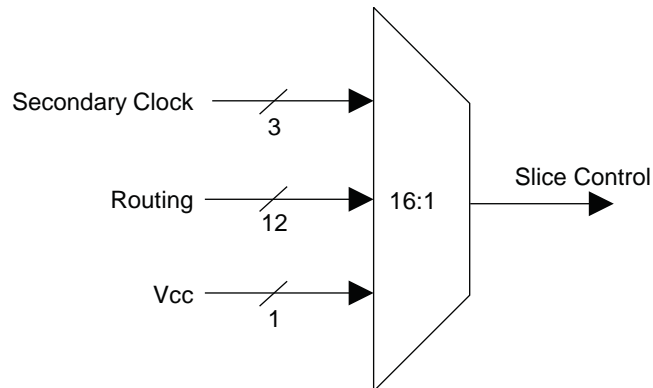 Secondary Clock
3
Routing
12
Vcc
1
16:1
Slice Control